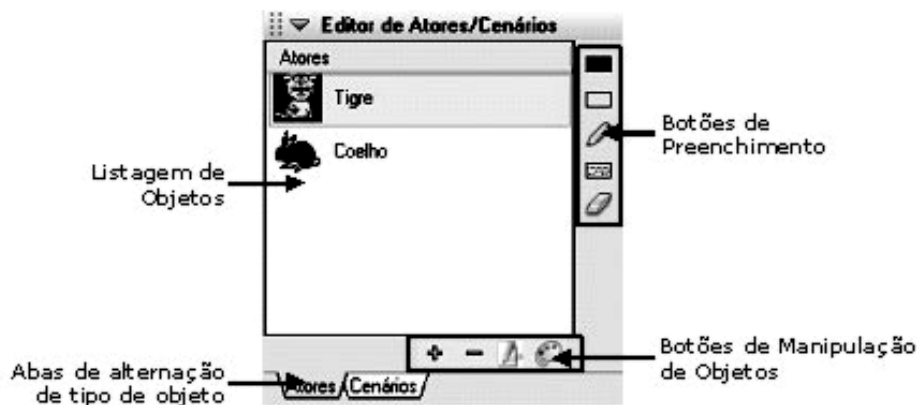 Editor de Atores/Cenários
Atores
Tigre
Coelho
Botões de
Preenchimento
Listagem de
Objetos
Botões de Manipulação
de Objetos
Abas de alternação
de tipo de objeto
Atores
Cenários